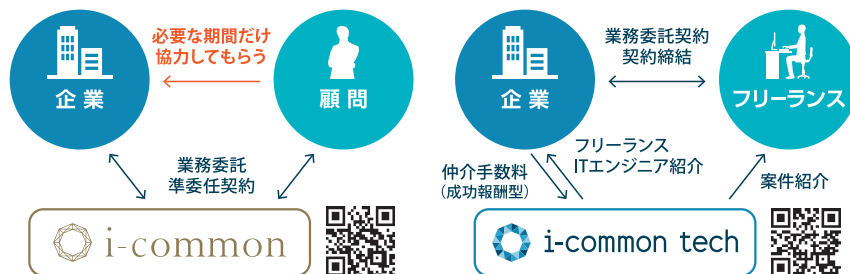 必要な期間だけ
協力してもらう
企業
顧問
業務委託
準委任契約
i-common
業務委託契約
契約締結
企業
フリーランス
仲介手数料
（成功報酬型）
フリーランス
ITエンジニア紹介
案件紹介
i-common tech